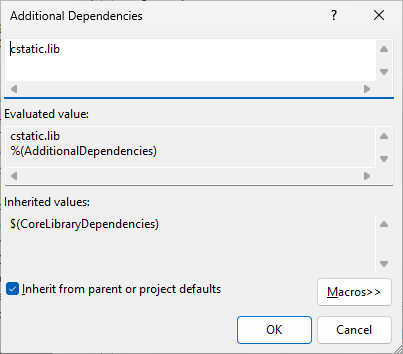 Additional Dependencies
cstatic.lib
Evaluated value:
cstatic.lib
%(AdditionalDependencies)
Inherited values:
$(CoreLibraryDependencies)
Inherit from parent or project defaults
Macros>>
OK
Cancel